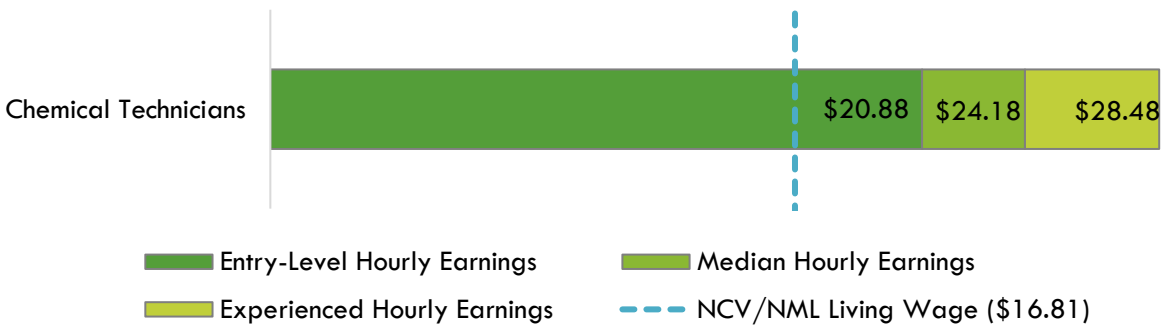 Chemical Technicians $20.88 $24.18 $28.48
Entry-Level Hourly Earnings Median Hourly Earnings
Experienced Hourly Earnings NCV/NML Living Wage ($16.81)